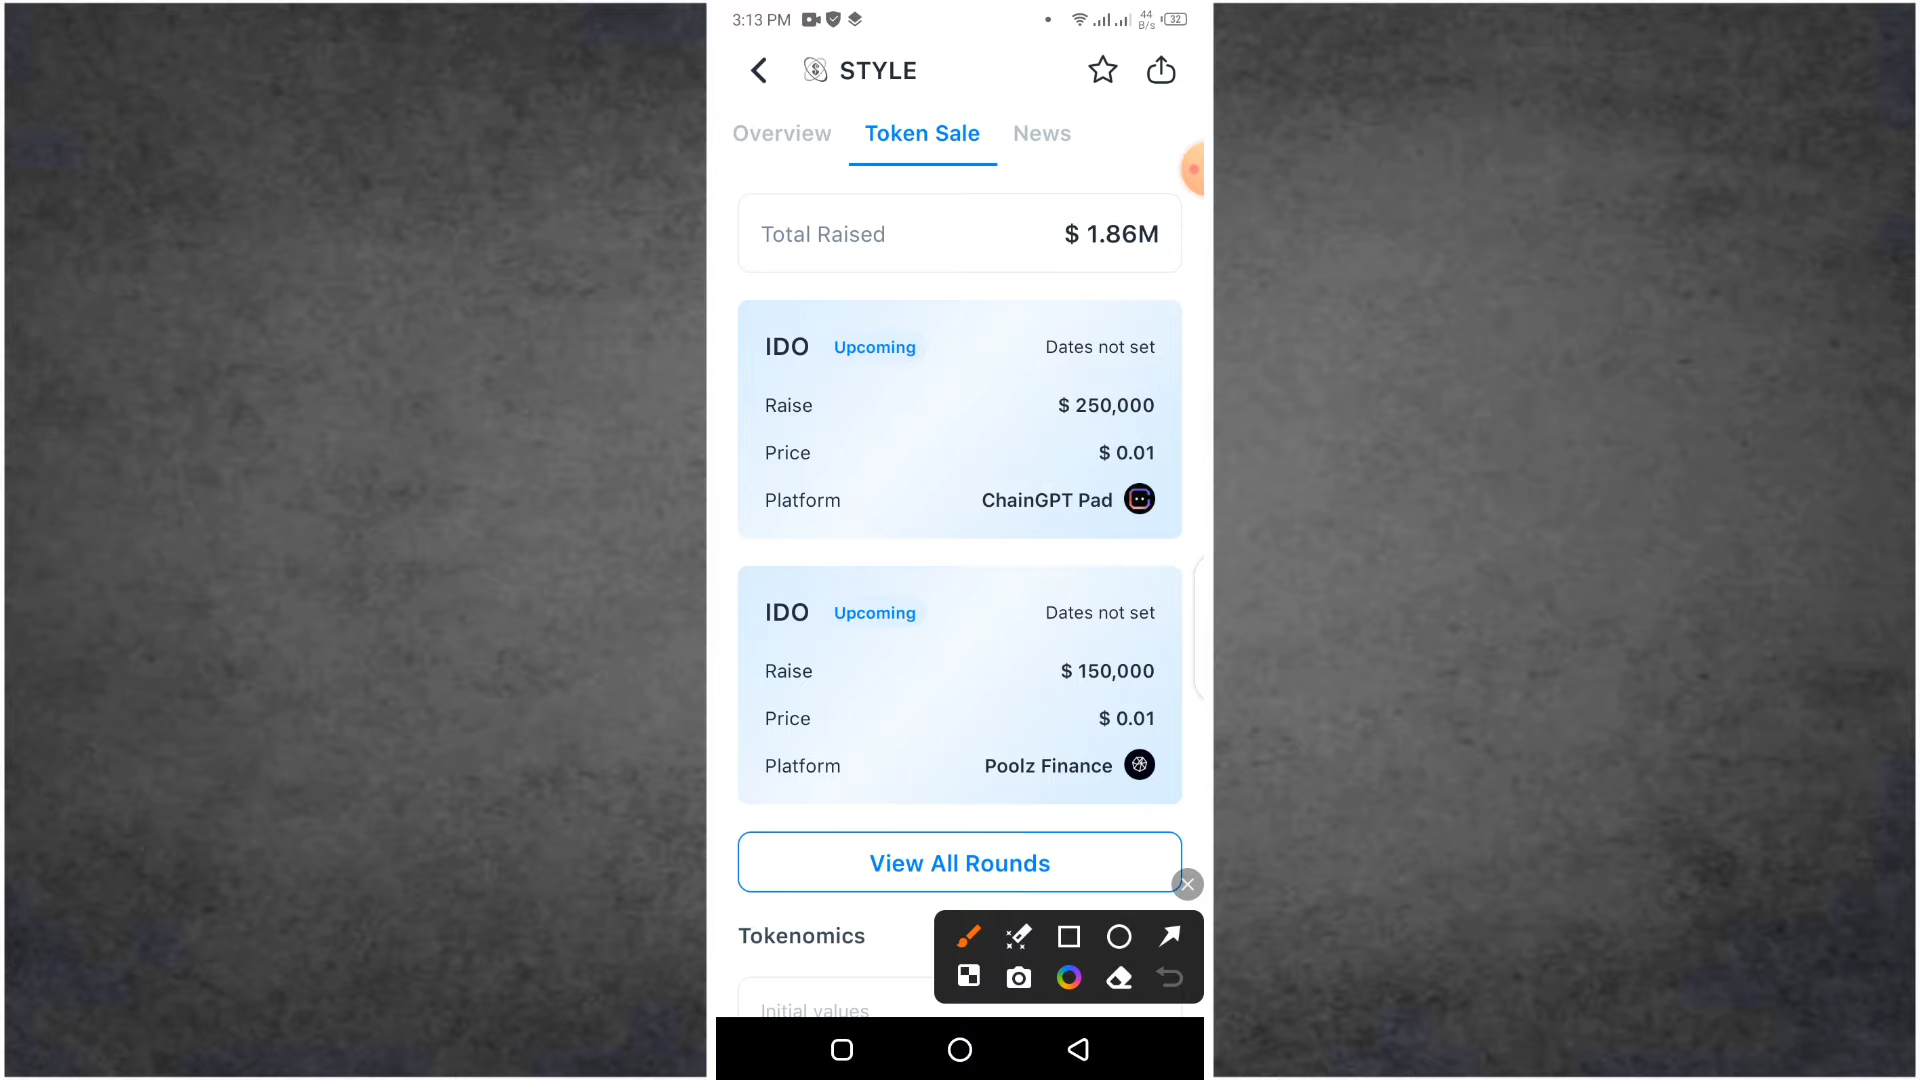 3:13 PM 44 B/s 32
STYLE
Overview Token Sale News
Total Raised $ 1.86M
IDO Upcoming Dates not set
Raise $ 250,000
Price $ 0.01
Platform ChainGPT Pad
IDO Upcoming Dates not set
Raise $ 150,000
Price $ 0.01
Platform Poolz Finance
View All Rounds
Tokenomics
Initial values